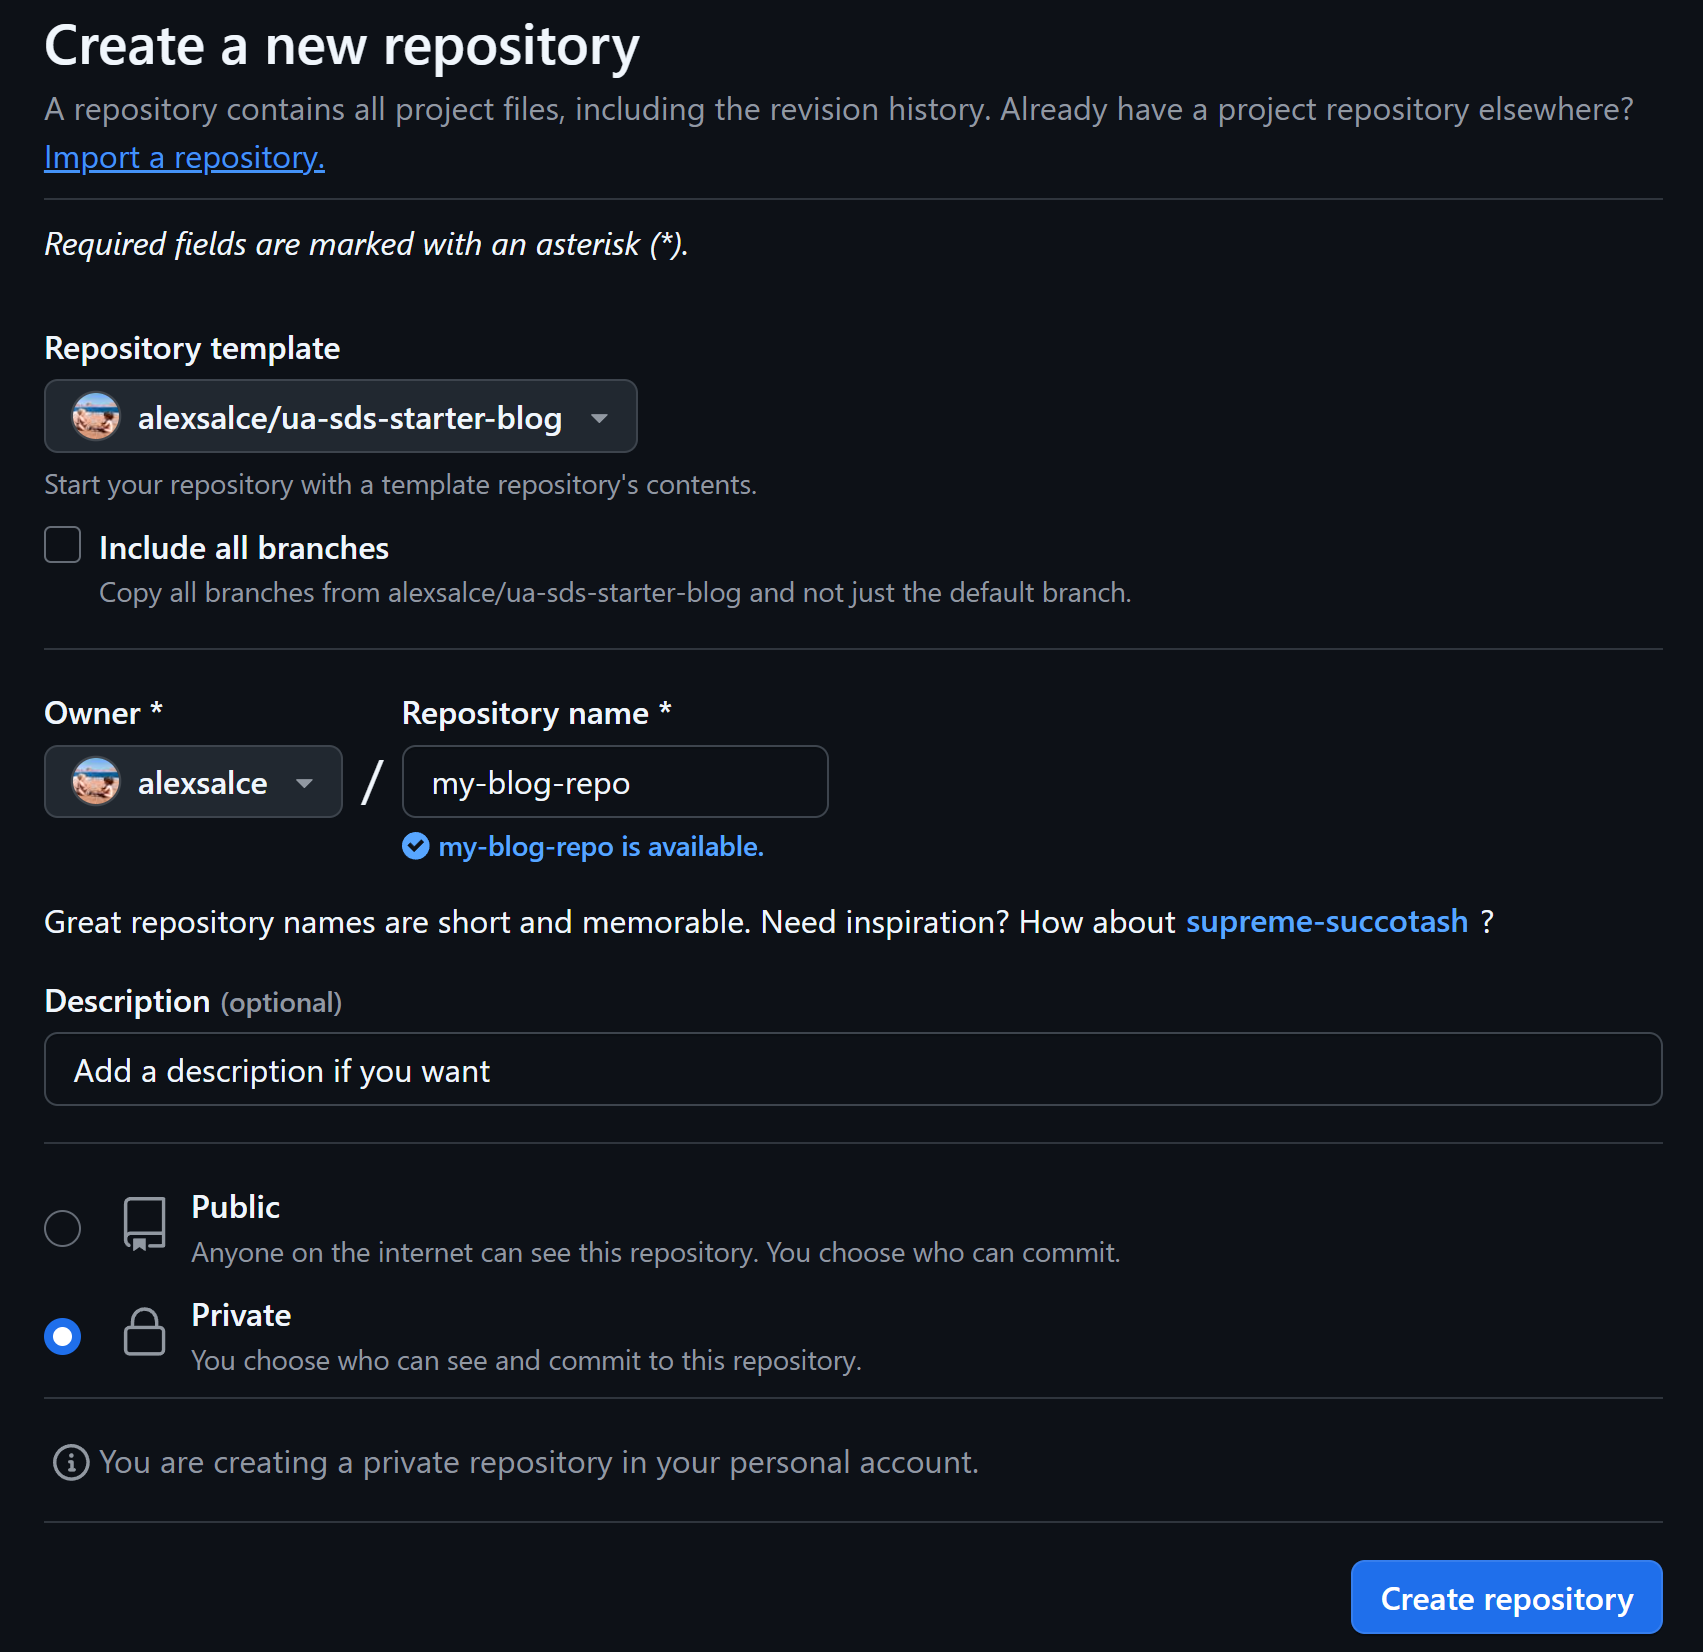 Create a new repository
A repository contains all project files, including the revision history. Already have a project repository elsewhere?
Import a repository.
Required fields are marked with an asterisk (*).
Repository template
alexsalce/ua-sds-starter-blog
Start your repository with a template repository's contents.
Include all branches
Copy all branches from alexsalce/ua-sds-starter-blog and not just the default branch.
Owner * Repository name *
alexsalce / my-blog-repo
my-blog-repo is available.
Great repository names are short and memorable. Need inspiration? How about supreme-succotash ?
Description (optional)
Add a description if you want
Public
Anyone on the internet can see this repository. You choose who can commit.
Private
You choose who can see and commit to this repository.
You are creating a private repository in your personal account.
Create repository